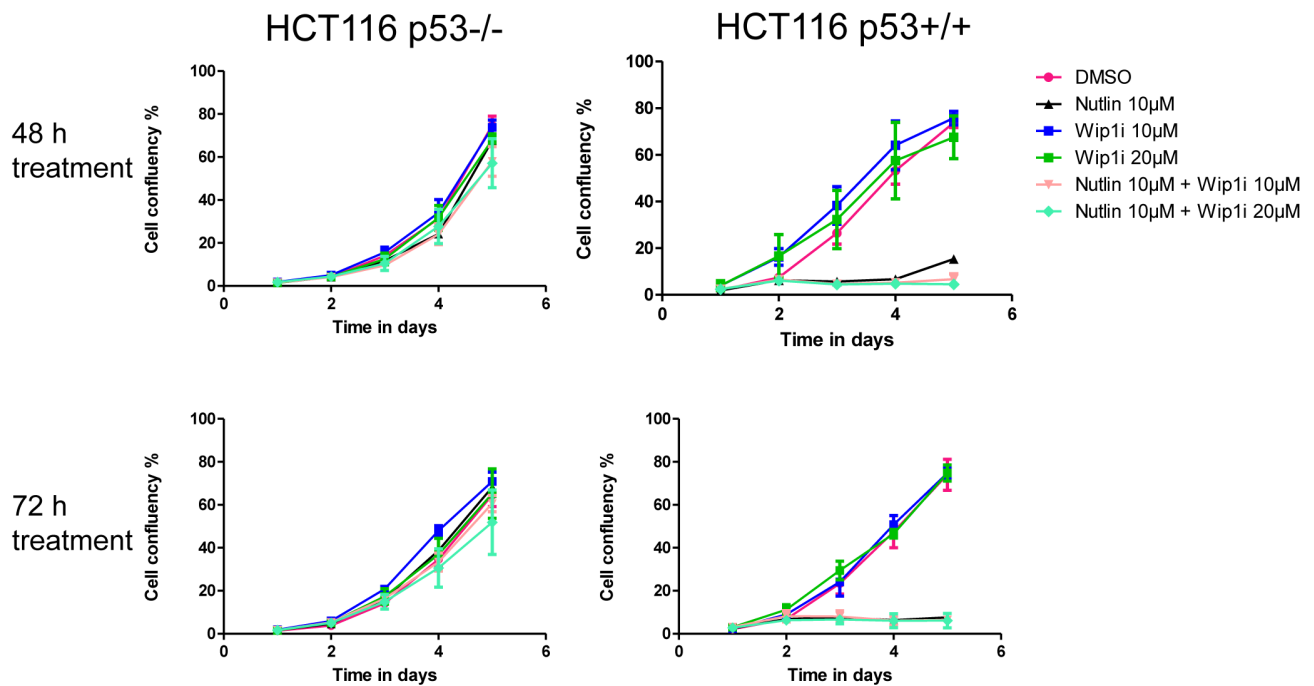 HCT116 p53-/-
HCT116 p53+/+
48 h
treatment
Cell confluency %
100
80
60
40
20
0
0
2
4
6
Time in days
Cell confluency %
100
80
60
40
20
0
0
2
4
6
Time in days
DMSO
Nutlin 10µM
Wip1i 10µM
Wip1i 20µM
Nutlin 10µM + Wip1i 10µM
Nutlin 10µM + Wip1i 20µM
72 h
treatment
Cell confluency %
100
80
60
40
20
0
0
2
4
6
Time in days
Cell confluency %
100
80
60
40
20
0
0
2
4
6
Time in days